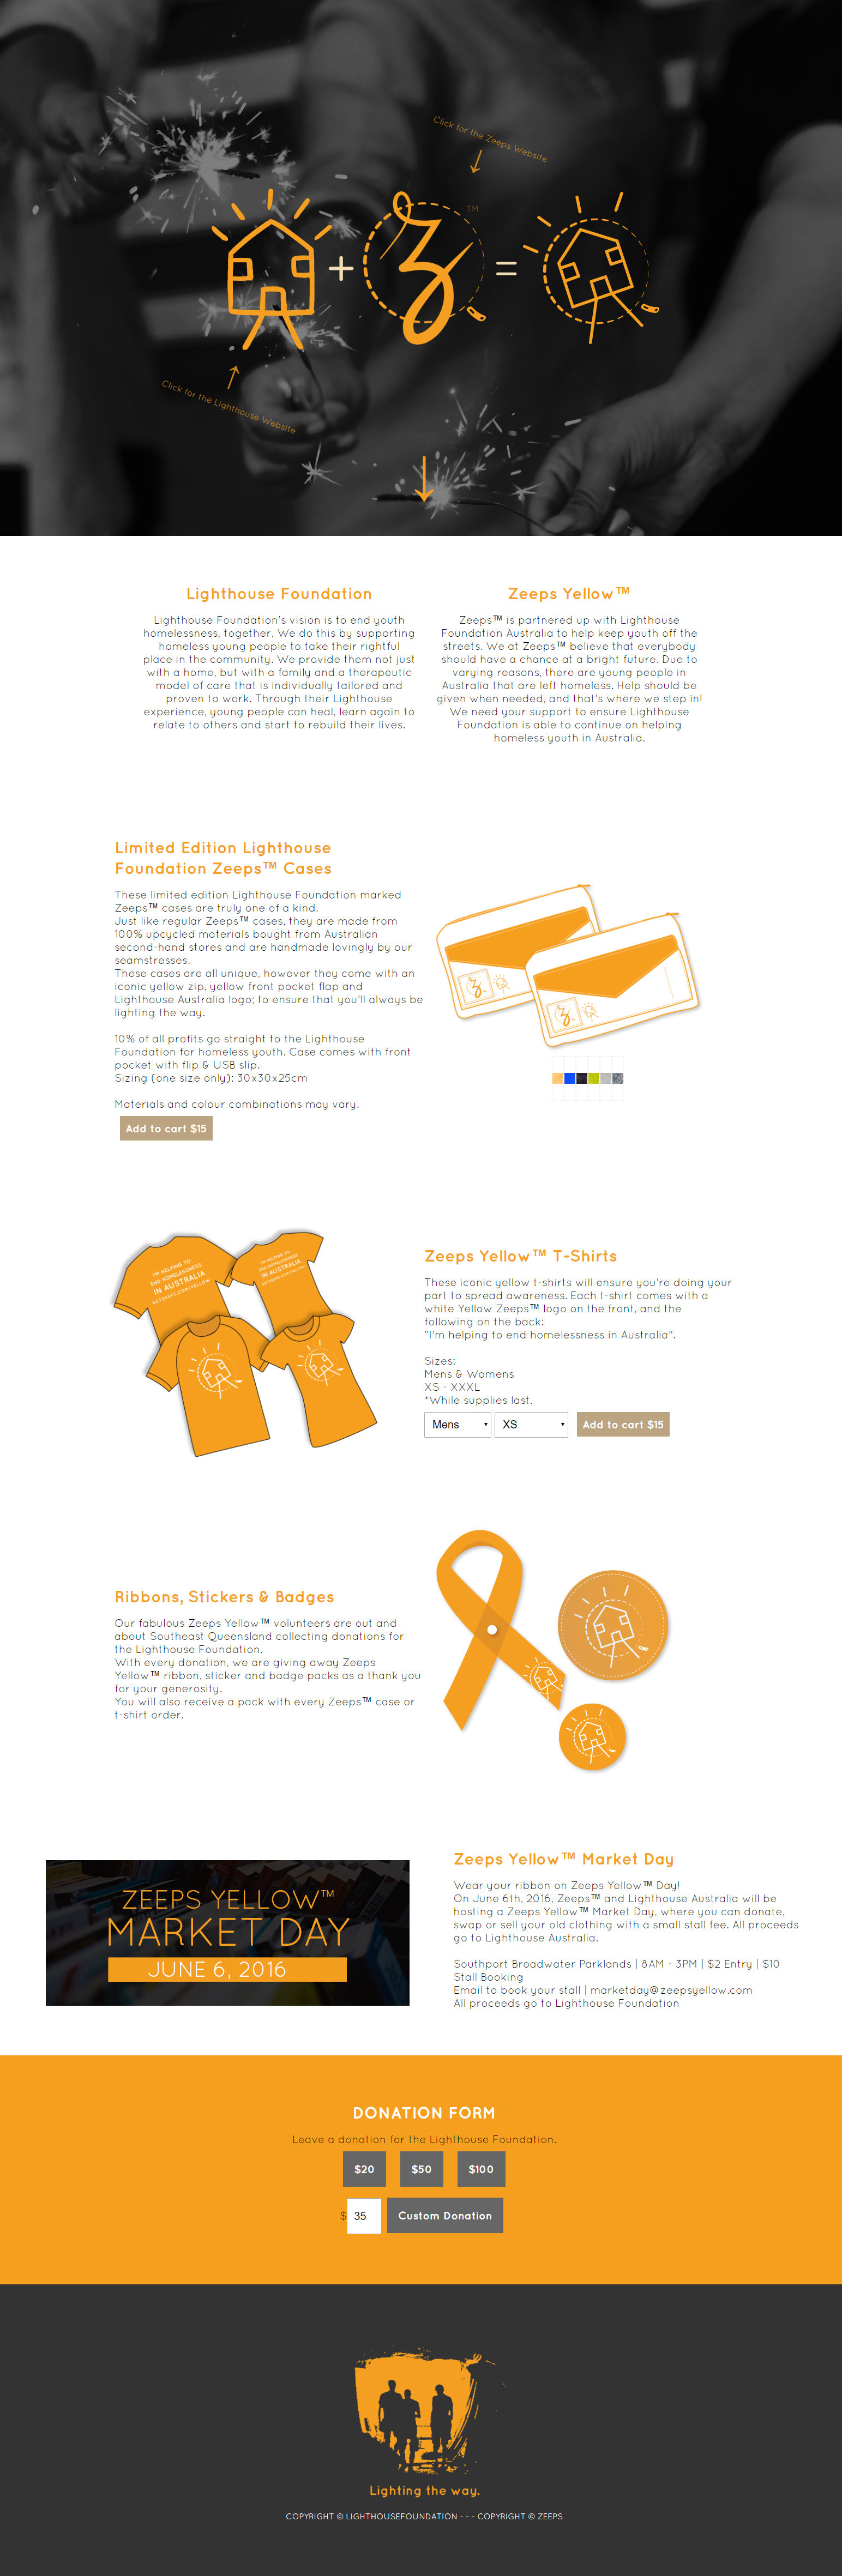 Click for the Zeeps Website
TM
+
=
Click for the Lighthouse Website
Lighthouse Foundation
Lighthouse Foundation's vision is to end youth
homelessness, together. We do this by supporting
homeless young people to take their rightful
place in the community. We provide them not just
with a home, but with a family and a therapeutic
model of care that is individually tailored and
proven to work. Through their Lighthouse
experience, young people can heal, learn again to
relate to others and start to rebuild their lives.
Zeeps Yellow™
Zeeps™ is partnered up with Lighthouse
Foundation Australia to help keep youth off the
streets. We at Zeeps™ believe that everybody
should have a chance at a bright future. Due to
varying reasons, there are young people in
Australia that are left homeless. Help should be
given when needed, and that's where we step in!
We need your support to ensure Lighthouse
Foundation is able to continue on helping
homeless youth in Australia.
Limited Edition Lighthouse
Foundation Zeeps™ Cases
These limited edition Lighthouse Foundation marked
Zeeps™ cases are truly one of a kind.
Just like regular Zeeps™ cases, they are made from
100% upcycled materials bought from Australian
second-hand stores and are handmade lovingly by our
seamstresses.
These cases are all unique, however they come with an
iconic yellow zip, yellow front pocket flap and
Lighthouse Australia logo; to ensure that you'll always be
lighting the way.
10% of all profits go straight to the Lighthouse
Foundation for homeless youth. Case comes with front
pocket with flip & USB slip.
Sizing (one size only): 30x30x25cm
Materials and colour combinations may vary.
Add to cart $15
I'M HELPING TO
END HOMELESSNESS
IN AUSTRALIA
GETZEEPS.COM/YELLOW
I'M HELPING TO
END HOMELESSNESS
IN AUSTRALIA
GETZEEPS.COM/YELLOW
Zeeps Yellow™ T-Shirts
These iconic yellow t-shirts will ensure you're doing your
part to spread awareness. Each t-shirt comes with a
white Yellow Zeeps™ logo on the front, and the
following on the back:
"I'm helping to end homelessness in Australia".
Sizes:
Mens & Womens
XS - XXXL
*While supplies last.
Mens XS Add to cart $15
Ribbons, Stickers & Badges
Our fabulous Zeeps Yellow™ volunteers are out and
about Southeast Queensland collecting donations for
the Lighthouse Foundation.
With every donation, we are giving away Zeeps
Yellow™ ribbon, sticker and badge packs as a thank you
for your generosity.
You will also receive a pack with every Zeeps™ case or
t-shirt order.
ZEEPS YELLOW™
MARKET DAY
JUNE 6, 2016
Zeeps Yellow™ Market Day
Wear your ribbon on Zeeps Yellow™ Day!
On June 6th, 2016, Zeeps™ and Lighthouse Australia will be
hosting a Zeeps Yellow™ Market Day, where you can donate,
swap or sell your old clothing with a small stall fee. All proceeds
go to Lighthouse Australia.
Southport Broadwater Parklands | 8AM - 3PM | $2 Entry | $10
Stall Booking
Email to book your stall | marketday@zeepsyellow.com
All proceeds go to Lighthouse Foundation
DONATION FORM
Leave a donation for the Lighthouse Foundation.
$20 $50 $100
$ 35 Custom Donation
Lighting the way.
COPYRIGHT © LIGHTHOUSEFOUNDATION - - - COPYRIGHT © ZEEPS